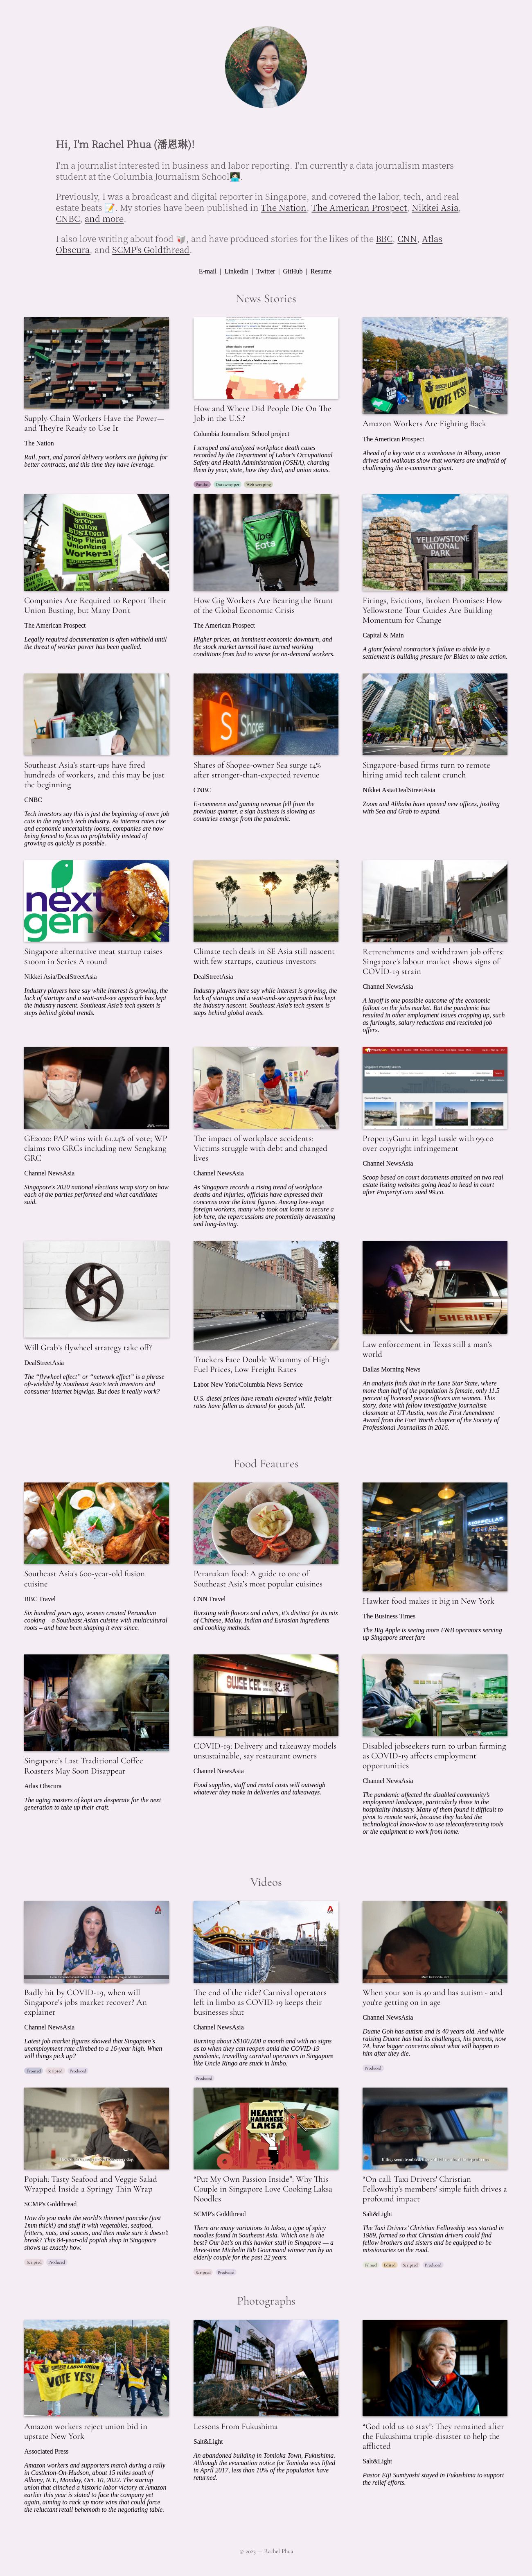 Hi, I'm Rachel Phua (潘恩琳)!
I'm a journalist interested in business and labor reporting. I'm currently a data journalism masters
student at the Columbia Journalism School👩🏻‍💻.
Previously, I was a broadcast and digital reporter in Singapore, and covered the labor, tech, and real
estate beats 📝. My stories have been published in The Nation, The American Prospect, Nikkei Asia,
CNBC, and more.
I also love writing about food 🥡, and have produced stories for the likes of the BBC, CNN, Atlas
Obscura, and SCMP's Goldthread.
E-mail | LinkedIn | Twitter | GitHub | Resume
News Stories
VOTE YES!
Supply-Chain Workers Have the Power—
and They're Ready to Use It
The Nation
Rail, port, and parcel delivery workers are fighting for
better contracts, and this time they have leverage.
How and Where Did People Die On The
Job in the U.S.?
Columbia Journalism School project
I scraped and analyzed workplace death cases
recorded by the Department of Labor's Occupational
Safety and Health Administration (OSHA), charting
them by year, state, how they died, and union status.
Pandas Datawrapper Web scraping
Amazon Workers Are Fighting Back
The American Prospect
Ahead of a key vote at a warehouse in Albany, union
drives and walkouts show that workers are unafraid of
challenging the e-commerce giant.
STARBUCKS:
STOP
UNION
BUSTING!
Stop Firing
Unionizing
Workers!
Uber
Eats
YELLOWSTONE
NATIONAL
PARK
Companies Are Required to Report Their
Union Busting, but Many Don't
The American Prospect
Legally required documentation is often withheld until
the threat of worker power has been quelled.
How Gig Workers Are Bearing the Brunt
of the Global Economic Crisis
The American Prospect
Higher prices, an imminent economic downturn, and
the stock market turmoil have turned working
conditions from bad to worse for on-demand workers.
Firings, Evictions, Broken Promises: How
Yellowstone Tour Guides Are Building
Momentum for Change
Capital & Main
A giant federal contractor's failure to abide by a
settlement is building pressure for Biden to take action.
Shopee
Southeast Asia's start-ups have fired
hundreds of workers, and this may be just
the beginning
CNBC
Tech investors say this is just the beginning of more job
cuts in the region's tech industry. As interest rates rise
and economic uncertainty looms, companies are now
being forced to focus on profitability instead of
growing as quickly as possible.
Shares of Shopee-owner Sea surge 14%
after stronger-than-expected revenue
CNBC
E-commerce and gaming revenue fell from the
previous quarter, a sign business is slowing as
countries emerge from the pandemic.
Singapore-based firms turn to remote
hiring amid tech talent crunch
Nikkei Asia/DealStreetAsia
Zoom and Alibaba have opened new offices, jostling
with Sea and Grab to expand.
next
gen
Singapore alternative meat startup raises
$100m in Series A round
Nikkei Asia/DealStreetAsia
Industry players here say while interest is growing, the
lack of startups and a wait-and-see approach has kept
the industry nascent. Southeast Asia's tech system is
steps behind global trends.
Climate tech deals in SE Asia still nascent
with few startups, cautious investors
DealStreetAsia
Industry players here say while interest is growing, the
lack of startups and a wait-and-see approach has kept
the industry nascent. Southeast Asia's tech system is
steps behind global trends.
Retrenchments and withdrawn job offers:
Singapore's labour market shows signs of
COVID-19 strain
Channel NewsAsia
A layoff is one possible outcome of the economic
fallout on the jobs market. But the pandemic has
resulted in other employment issues cropping up, such
as furloughs, salary reductions and rescinded job
offers.
GE2020: PAP wins with 61.24% of vote; WP
claims two GRCs including new Sengkang
GRC
Channel NewsAsia
Singapore's 2020 national elections wrap story on how
each of the parties performed and what candidates
said.
The impact of workplace accidents:
Victims struggle with debt and changed
lives
Channel NewsAsia
As Singapore records a rising trend of workplace
deaths and injuries, officials have expressed their
concerns over the latest figures. Among low-wage
foreign workers, many who took out loans to secure a
job here, the repercussions are potentially devastating
and long-lasting.
PropertyGuru in legal tussle with 99.co
over copyright infringement
Channel NewsAsia
Scoop based on court documents attained on two real
estate listing websites going head to head in court
after PropertyGuru sued 99.co.
SHERIFF
Will Grab's flywheel strategy take off?
DealStreetAsia
The “flywheel effect” or “network effect” is a phrase
oft-wielded by Southeast Asia's tech investors and
consumer internet bigwigs. But does it really work?
Truckers Face Double Whammy of High
Fuel Prices, Low Freight Rates
Labor New York/Columbia News Service
U.S. diesel prices have remain elevated while freight
rates have fallen as demand for goods fall.
Law enforcement in Texas still a man's
world
Dallas Morning News
An analysis finds that in the Lone Star State, where
more than half of the population is female, only 11.5
percent of licensed peace officers are women. This
story, done with fellow investigative journalism
classmate at UT Austin, won the First Amendment
Award from the Fort Worth chapter of the Society of
Professional Journalists in 2016.
Food Features
Southeast Asia's 600-year-old fusion
cuisine
BBC Travel
Six hundred years ago, women created Peranakan
cooking – a Southeast Asian cuisine with multicultural
roots – and have been shaping it ever since.
Peranakan food: A guide to one of
Southeast Asia's most popular cuisines
CNN Travel
Bursting with flavors and colors, it's distinct for its mix
of Chinese, Malay, Indian and Eurasian ingredients
and cooking methods.
Hawker food makes it big in New York
The Business Times
The Big Apple is seeing more F&B operators serving
up Singapore street fare
SWEE KEE
Singapore's Last Traditional Coffee
Roasters May Soon Disappear
Atlas Obscura
The aging masters of kopi are desperate for the next
generation to take up their craft.
COVID-19: Delivery and takeaway models
unsustainable, say restaurant owners
Channel NewsAsia
Food supplies, staff and rental costs will outweigh
whatever they make in deliveries and takeaways.
Disabled jobseekers turn to urban farming
as COVID-19 affects employment
opportunities
Channel NewsAsia
The pandemic affected the disabled community's
employment landscape, particularly those in the
hospitality industry. Many of them found it difficult to
pivot to remote work, because they lacked the
technological know-how to use teleconferencing tools
or the equipment to work from home.
Videos
Badly hit by COVID-19, when will
Singapore's jobs market recover? An
explainer
Channel NewsAsia
Latest job market figures showed that Singapore's
unemployment rate climbed to a 16-year high. When
will things pick up?
Fronted Scripted Produced
The end of the ride? Carnival operators
left in limbo as COVID-19 keeps their
businesses shut
Channel NewsAsia
Burning about S$100,000 a month and with no signs
as to when they can reopen amid the COVID-19
pandemic, travelling carnival operators in Singapore
like Uncle Ringo are stuck in limbo.
Produced
When your son is 40 and has autism - and
you're getting on in age
Channel NewsAsia
Duane Goh has autism and is 40 years old. And while
raising Duane has had its challenges, his parents, now
74, have bigger concerns about what will happen to
him after they die.
Produced
HEARTY
HAINANESE
LAKSA
Popiah: Tasty Seafood and Veggie Salad
Wrapped Inside a Springy Thin Wrap
SCMP's Goldthread
How do you make the world's thinnest pancake (just
1mm thick!) and stuff it with vegetables, seafood,
fritters, nuts, and sauces, and then make sure it doesn't
break? This 84-year-old popiah shop in Singapore
shows us exactly how.
Scripted Produced
“Put My Own Passion Inside”: Why This
Couple in Singapore Love Cooking Laksa
Noodles
SCMP's Goldthread
There are many variations to laksa, a type of spicy
noodles found in Southeast Asia. Which one is the
best? Our bet's on this hawker stall in Singapore — a
three-time Michelin Bib Gourmand winner run by an
elderly couple for the past 22 years.
Scripted Produced
“On call: Taxi Drivers' Christian
Fellowship's members' simple faith drives a
profound impact
Salt&Light
The Taxi Drivers' Christian Fellowship was started in
1989, formed so that Christian drivers could find
fellow brothers and sisters and be equipped to be
missionaries on the road.
Filmed Edited Scripted Produced
Photographs
VOTE YES!
Amazon workers reject union bid in
upstate New York
Associated Press
Amazon workers and supporters march during a rally
in Castleton-On-Hudson, about 15 miles south of
Albany, N.Y., Monday, Oct. 10, 2022. The startup
union that clinched a historic labor victory at Amazon
earlier this year is slated to face the company yet
again, aiming to rack up more wins that could force
the reluctant retail behemoth to the negotiating table.
Lessons From Fukushima
Salt&Light
An abandoned building in Tomioka Town, Fukushima.
Although the evacuation notice for Tomioka was lifted
in April 2017, less than 10% of the population have
returned.
“God told us to stay”: They remained after
the Fukushima triple-disaster to help the
afflicted
Salt&Light
Pastor Eiji Sumiyoshi stayed in Fukushima to support
the relief efforts.
© 2023 — Rachel Phua